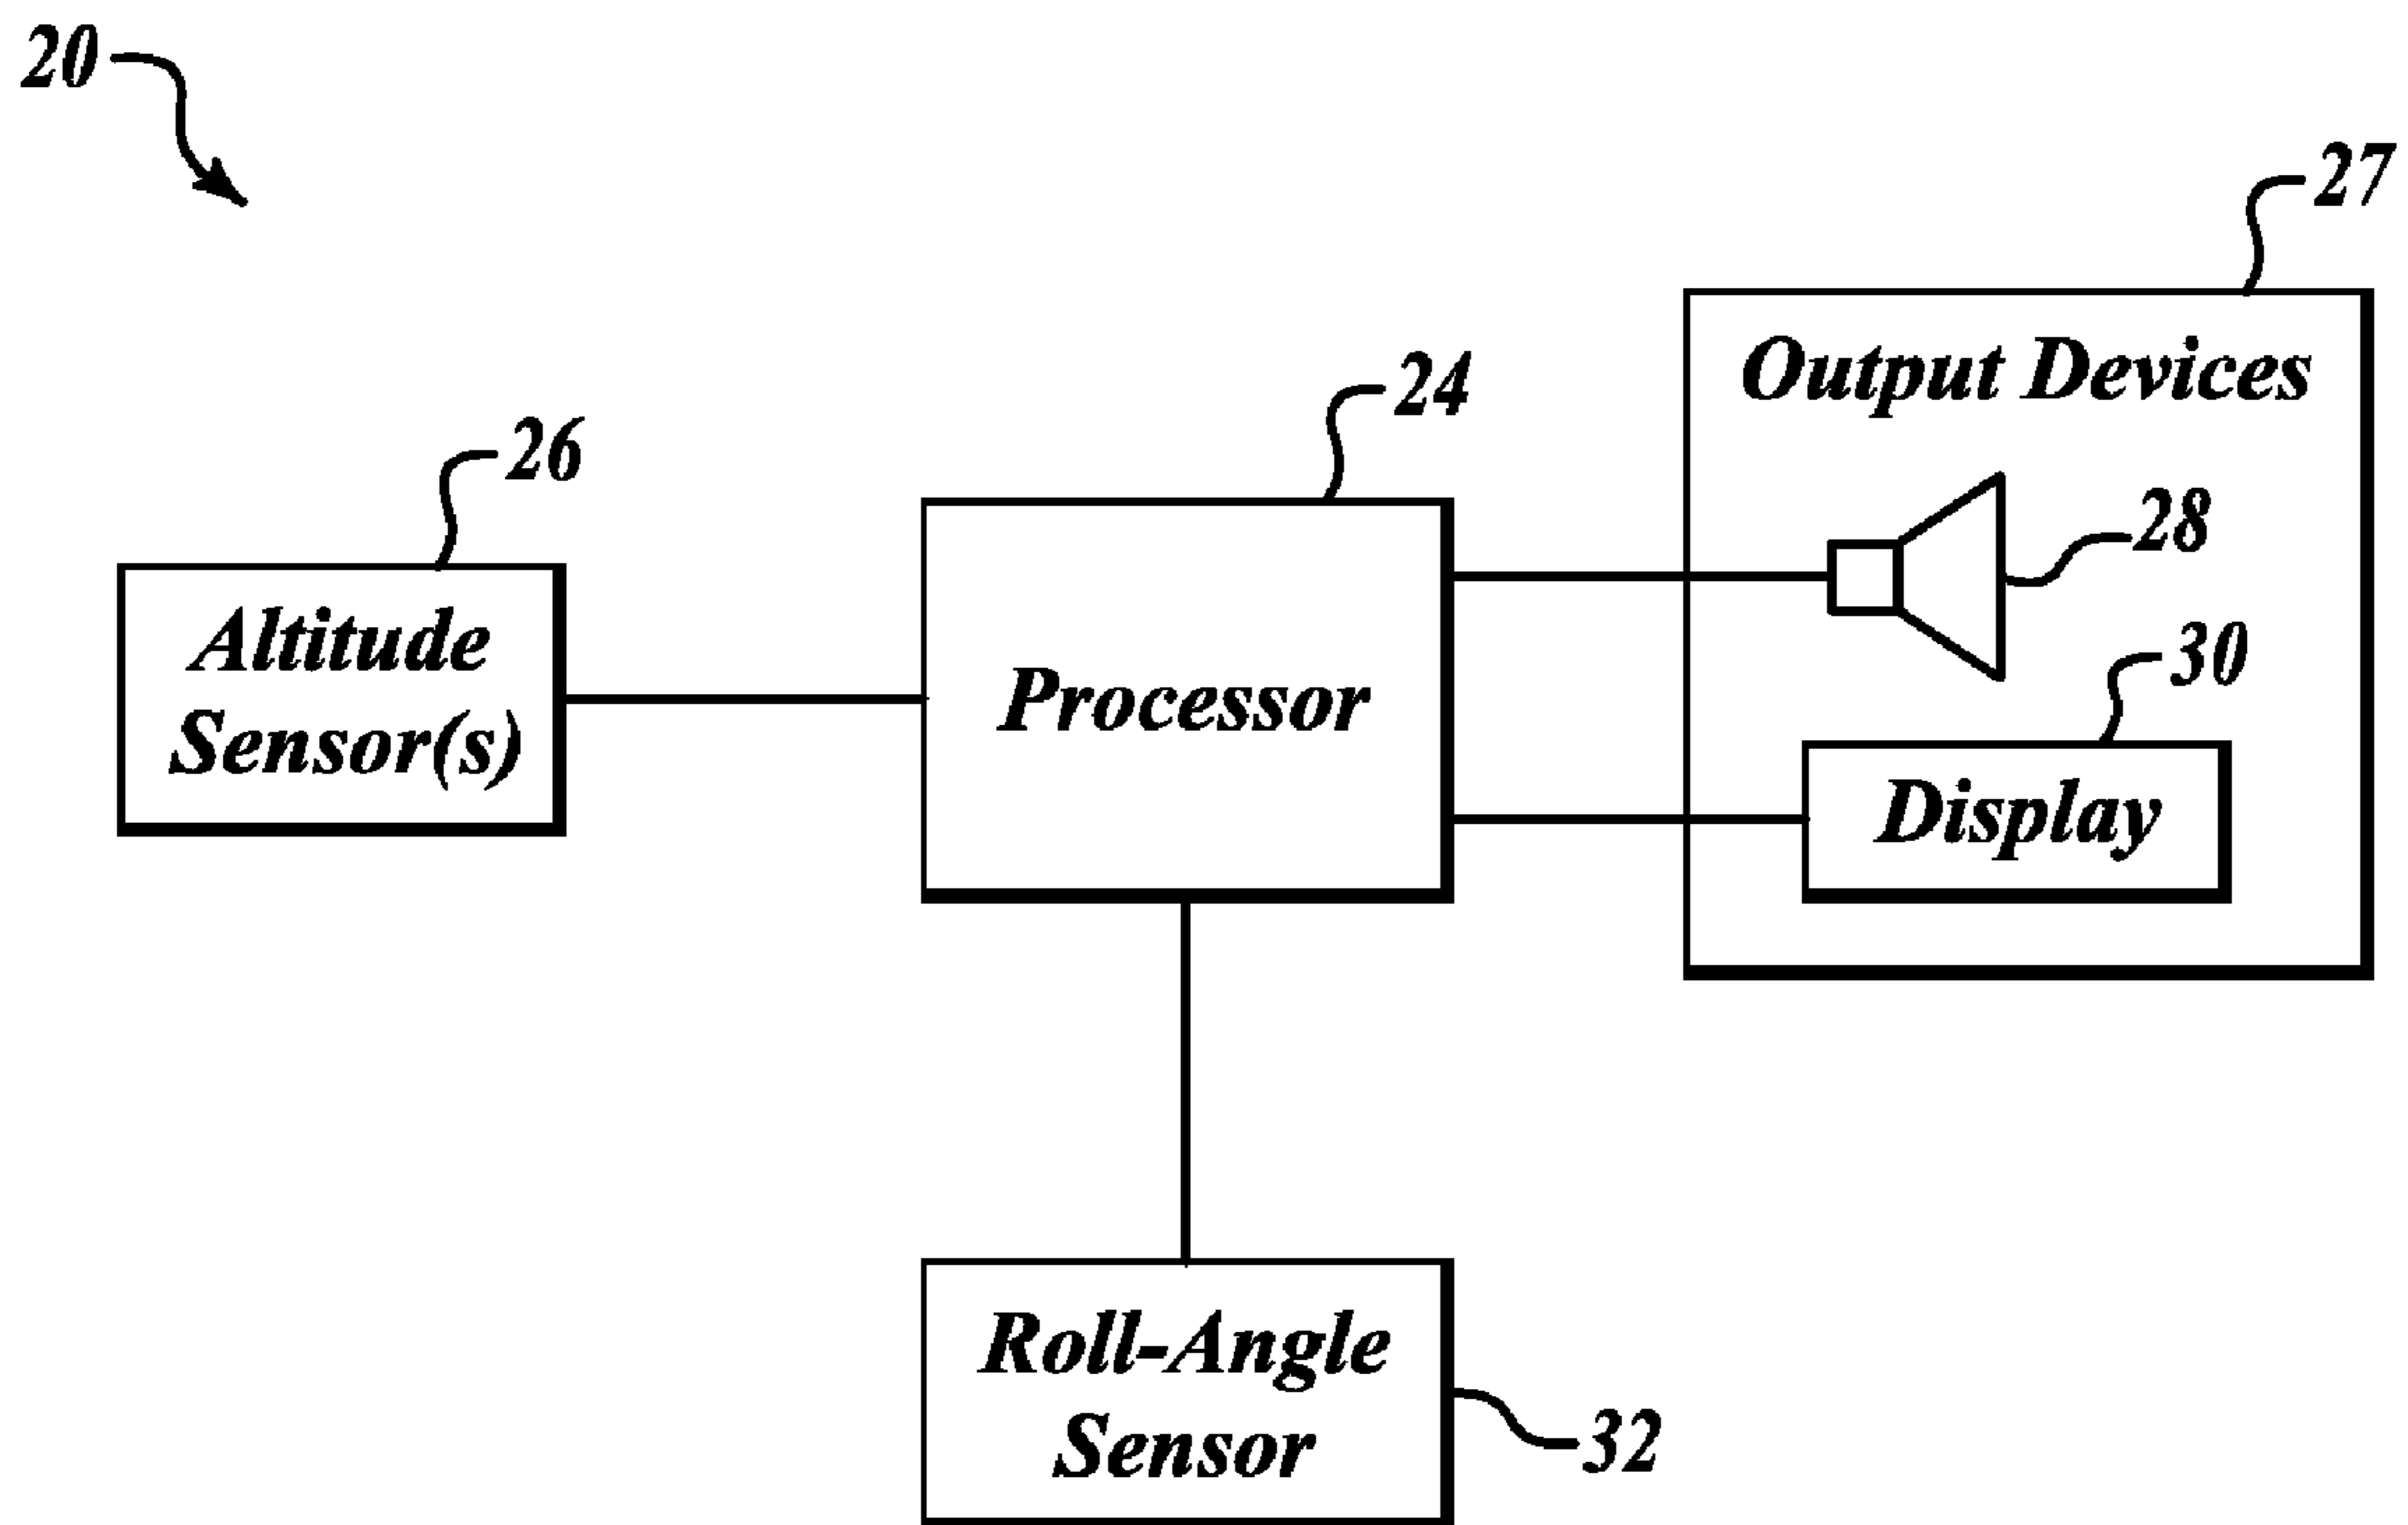 20
27
Output Devices
24
26
28
Altitude
Sensor(s)
Processor
30
Display
Roll-Angle
Sensor
32